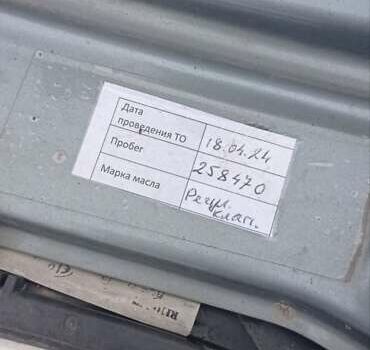 Дата
проведения ТО 18.04.24
Пробег 258470
Марка масла Регул.
клап.